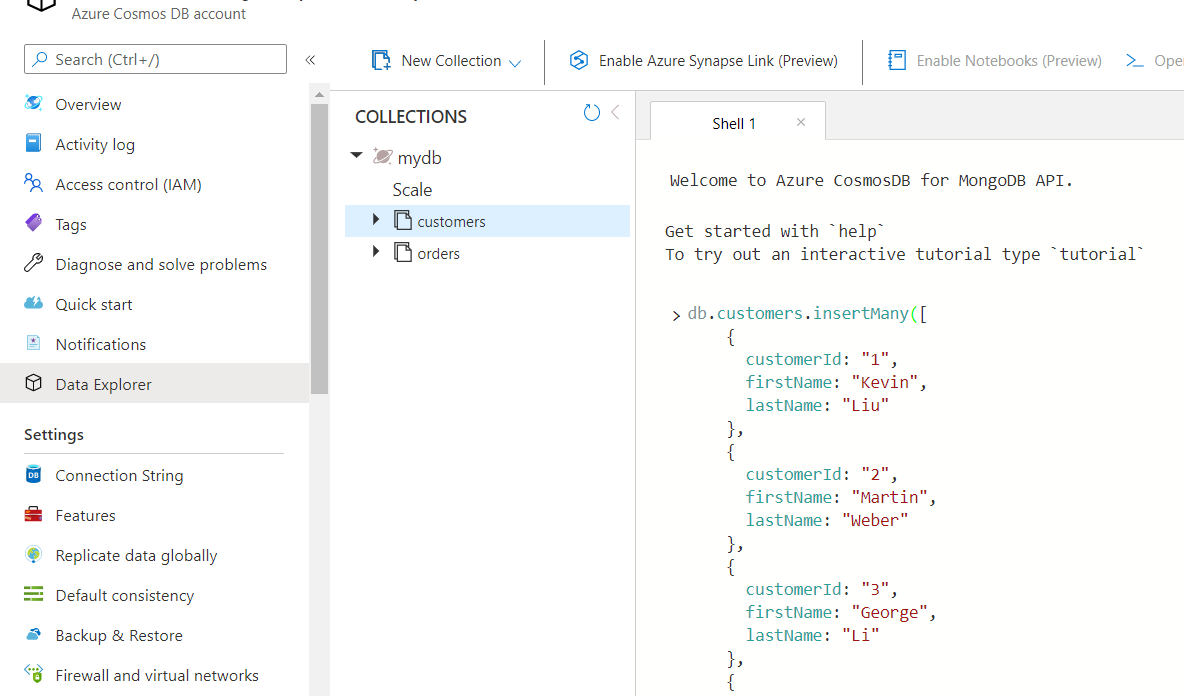 Azure Cosmos DB account
Search (Ctrl+/)
«
Overview
Activity log
Access control (IAM)
Tags
Diagnose and solve problems
Quick start
Notifications
Data Explorer
Settings
Connection String
Features
Replicate data globally
Default consistency
Backup & Restore
Firewall and virtual networks
New Collection
Enable Azure Synapse Link (Preview)
Enable Notebooks (Preview)
COLLECTIONS
mydb
Scale
customers
orders
Shell 1
Welcome to Azure CosmosDB for MongoDB API.
Get started with `help`
To try out an interactive tutorial type `tutorial`
> db.customers.insertMany([
{
customerId: "1",
firstName: "Kevin",
lastName: "Liu"
},
{
customerId: "2",
firstName: "Martin",
lastName: "Weber"
},
{
customerId: "3",
firstName: "George",
lastName: "Li"
},
{